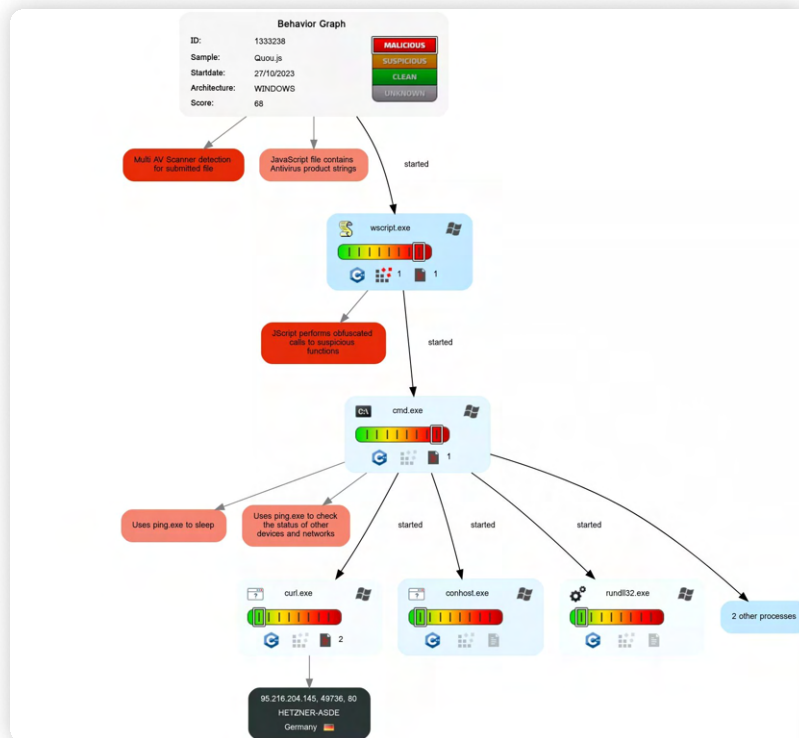 Behavior Graph
ID: 1333238
Sample: Quou.js
Startdate: 27/10/2023
Architecture: WINDOWS
Score: 68
MALICIOUS
SUSPICIOUS
CLEAN
UNKNOWN
Multi AV Scanner detection
for submitted file
JavaScript file contains
Antivirus product strings
started
wscript.exe
1
1
JScript performs obfuscated
calls to suspicious
functions
started
C:\
cmd.exe
1
Uses ping.exe to sleep
Uses ping.exe to check
the status of other
devices and networks
started
started
started
curl.exe
2
conhost.exe
rundll32.exe
2 other processes
95.216.204.145, 49736, 80
HETZNER-ASDE
Germany